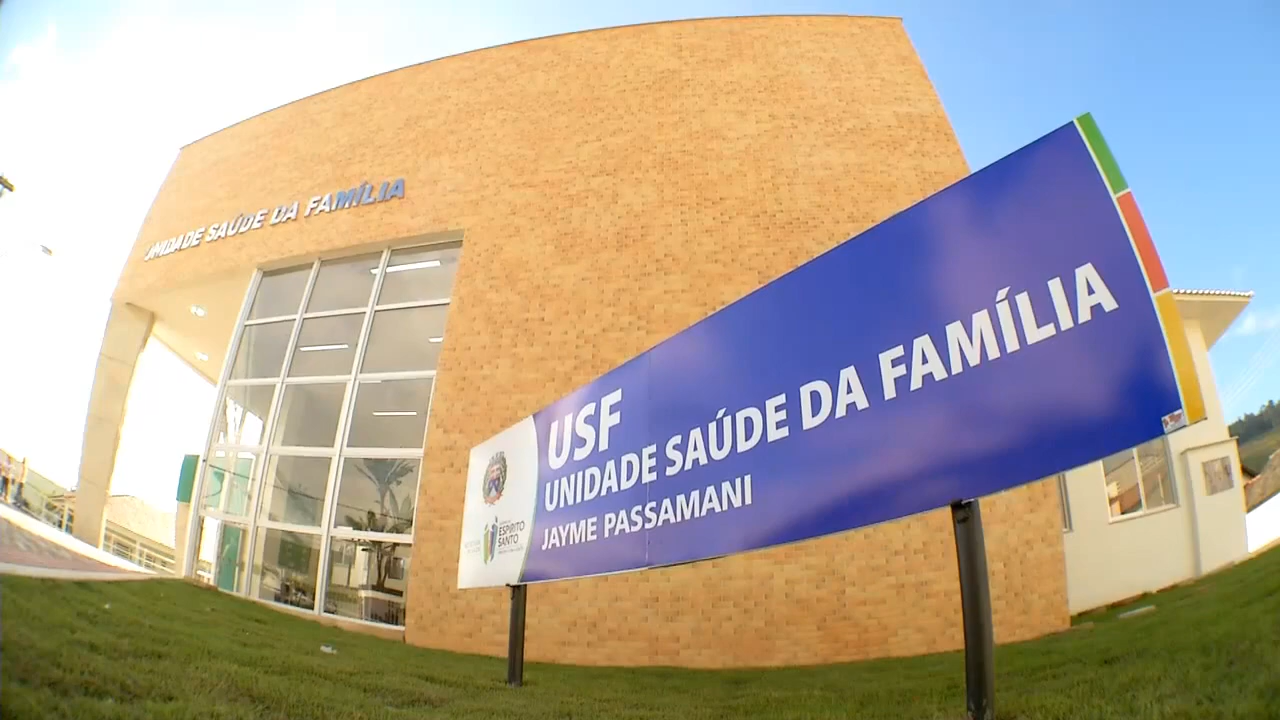 UNIDADE SAÚDE DA FAMÍLIA
USF
UNIDADE SAÚDE DA FAMÍLIA
JAYME PASSAMANI
ESPÍRITO
SANTO